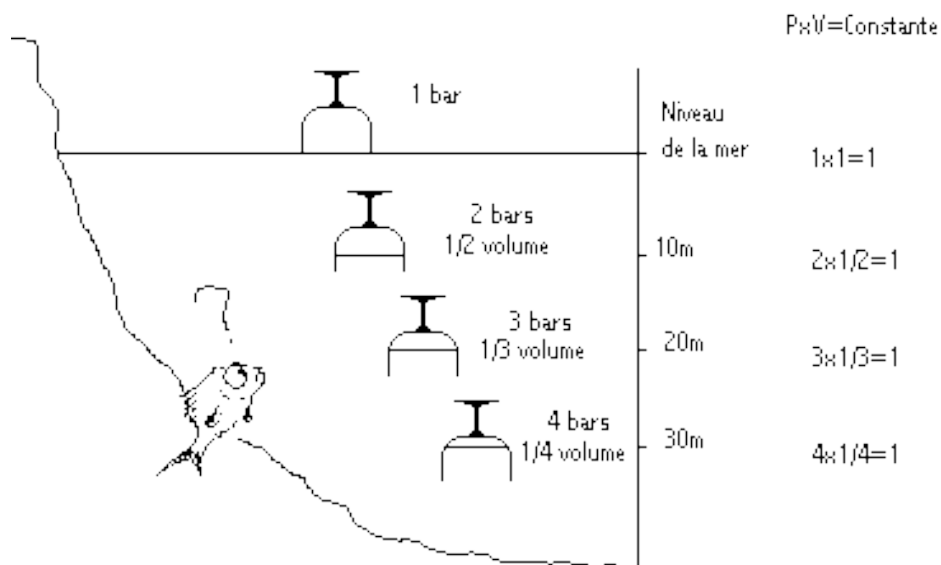 PxV=Constante
1 bar
Niveau
de la mer
1x1=1
2 bars
1/2 volume
10m
2x1/2=1
3 bars
1/3 volume
20m
3x1/3=1
4 bars
1/4 volume
30m
4x1/4=1